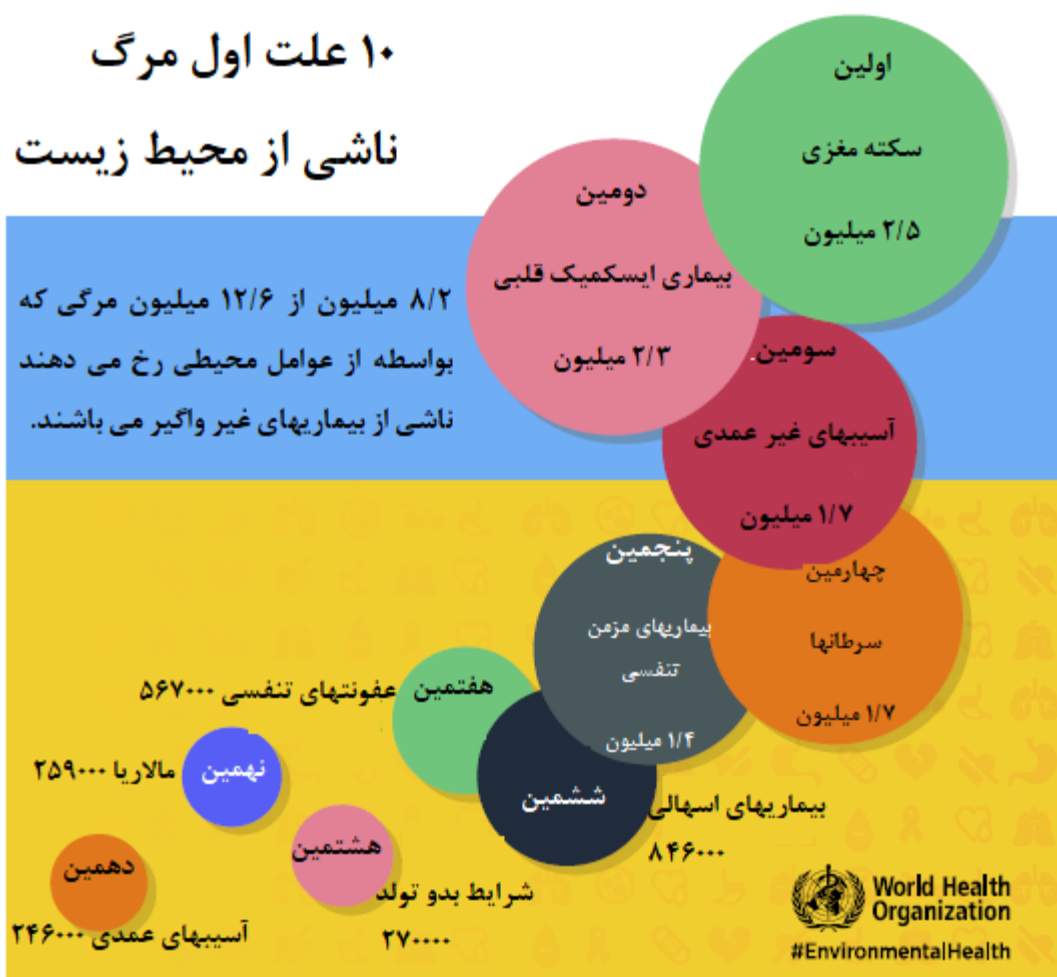 ۱۰ علت اول مرگ
ناشی از محیط زیست
اولین
سکته مغزی
۲/۵ میلیون
دومین
بیماری ایسکمیک قلبی
۲/۳ میلیون
۸/۲ میلیون از ۱۲/۶ میلیون مرگی که
بواسطه از عوامل محیطی رخ می دهند
ناشی از بیماریهای غیر واگیر می باشند.
سومین
آسیبهای غیر عمدی
۱/۷ میلیون
چهارمین
سرطانها
۱/۷ میلیون
پنجمین
بیماریهای مزمن
تنفسی
۱/۴ میلیون
ششمین
بیماریهای اسهالی
۸۴۶۰۰۰
هفتمین
عفونتهای تنفسی ۵۶۷۰۰۰
هشتمین
شرایط بدو تولد
۲۷۰۰۰۰
نهمین
مالاریا ۲۵۹۰۰۰
دهمین
آسیبهای عمدی ۲۴۶۰۰۰
World Health
Organization
#EnvironmentalHealth